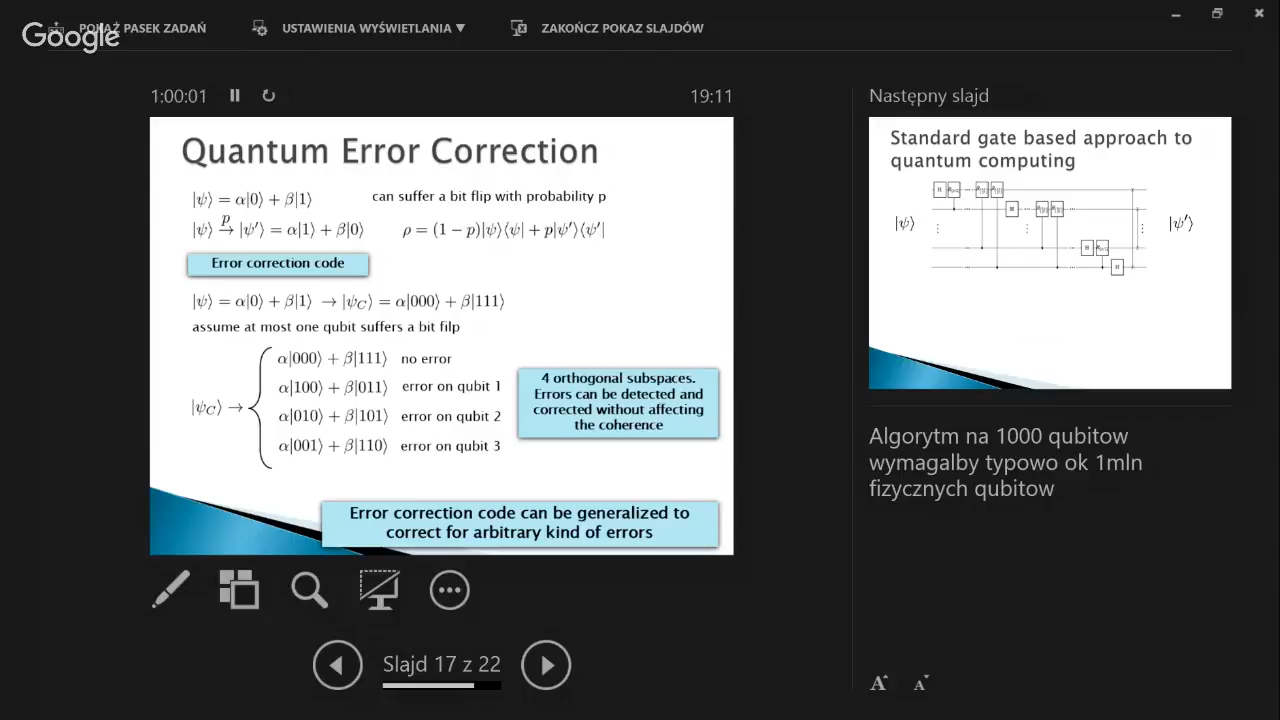 Google
POKAŻ PASEK ZADAŃ
USTAWIENIA WYŚWIETLANIA ▼
ZAKOŃCZ POKAZ SLAJDÓW
1:00:01
19:11
Quantum Error Correction
|ψ⟩ = α|0⟩ + β|1⟩ can suffer a bit flip with probability p
|ψ⟩ →ᵖ |ψ′⟩ = α|1⟩ + β|0⟩ ρ = (1 − p)|ψ⟩⟨ψ| + p|ψ′⟩⟨ψ′|
Error correction code
|ψ⟩ = α|0⟩ + β|1⟩ → |ψ_C⟩ = α|000⟩ + β|111⟩
assume at most one qubit suffers a bit filp
|ψ_C⟩ →
α|000⟩ + β|111⟩ no error
α|100⟩ + β|011⟩ error on qubit 1
α|010⟩ + β|101⟩ error on qubit 2
α|001⟩ + β|110⟩ error on qubit 3
4 orthogonal subspaces.
Errors can be detected and
corrected without affecting
the coherence
Error correction code can be generalized to
correct for arbitrary kind of errors
Slajd 17 z 22
Następny slajd
Standard gate based approach to
quantum computing
|ψ⟩
|ψ′⟩
H
H
H
H
Algorytm na 1000 qubitow
wymagalby typowo ok 1mln
fizycznych qubitow
A
A